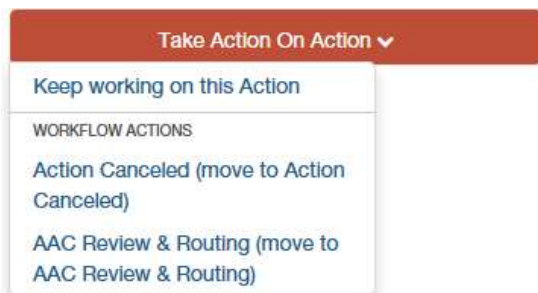 Take Action On Action
Keep working on this Action
WORKFLOW ACTIONS
Action Canceled (move to Action
Canceled)
AAC Review & Routing (move to
AAC Review & Routing)